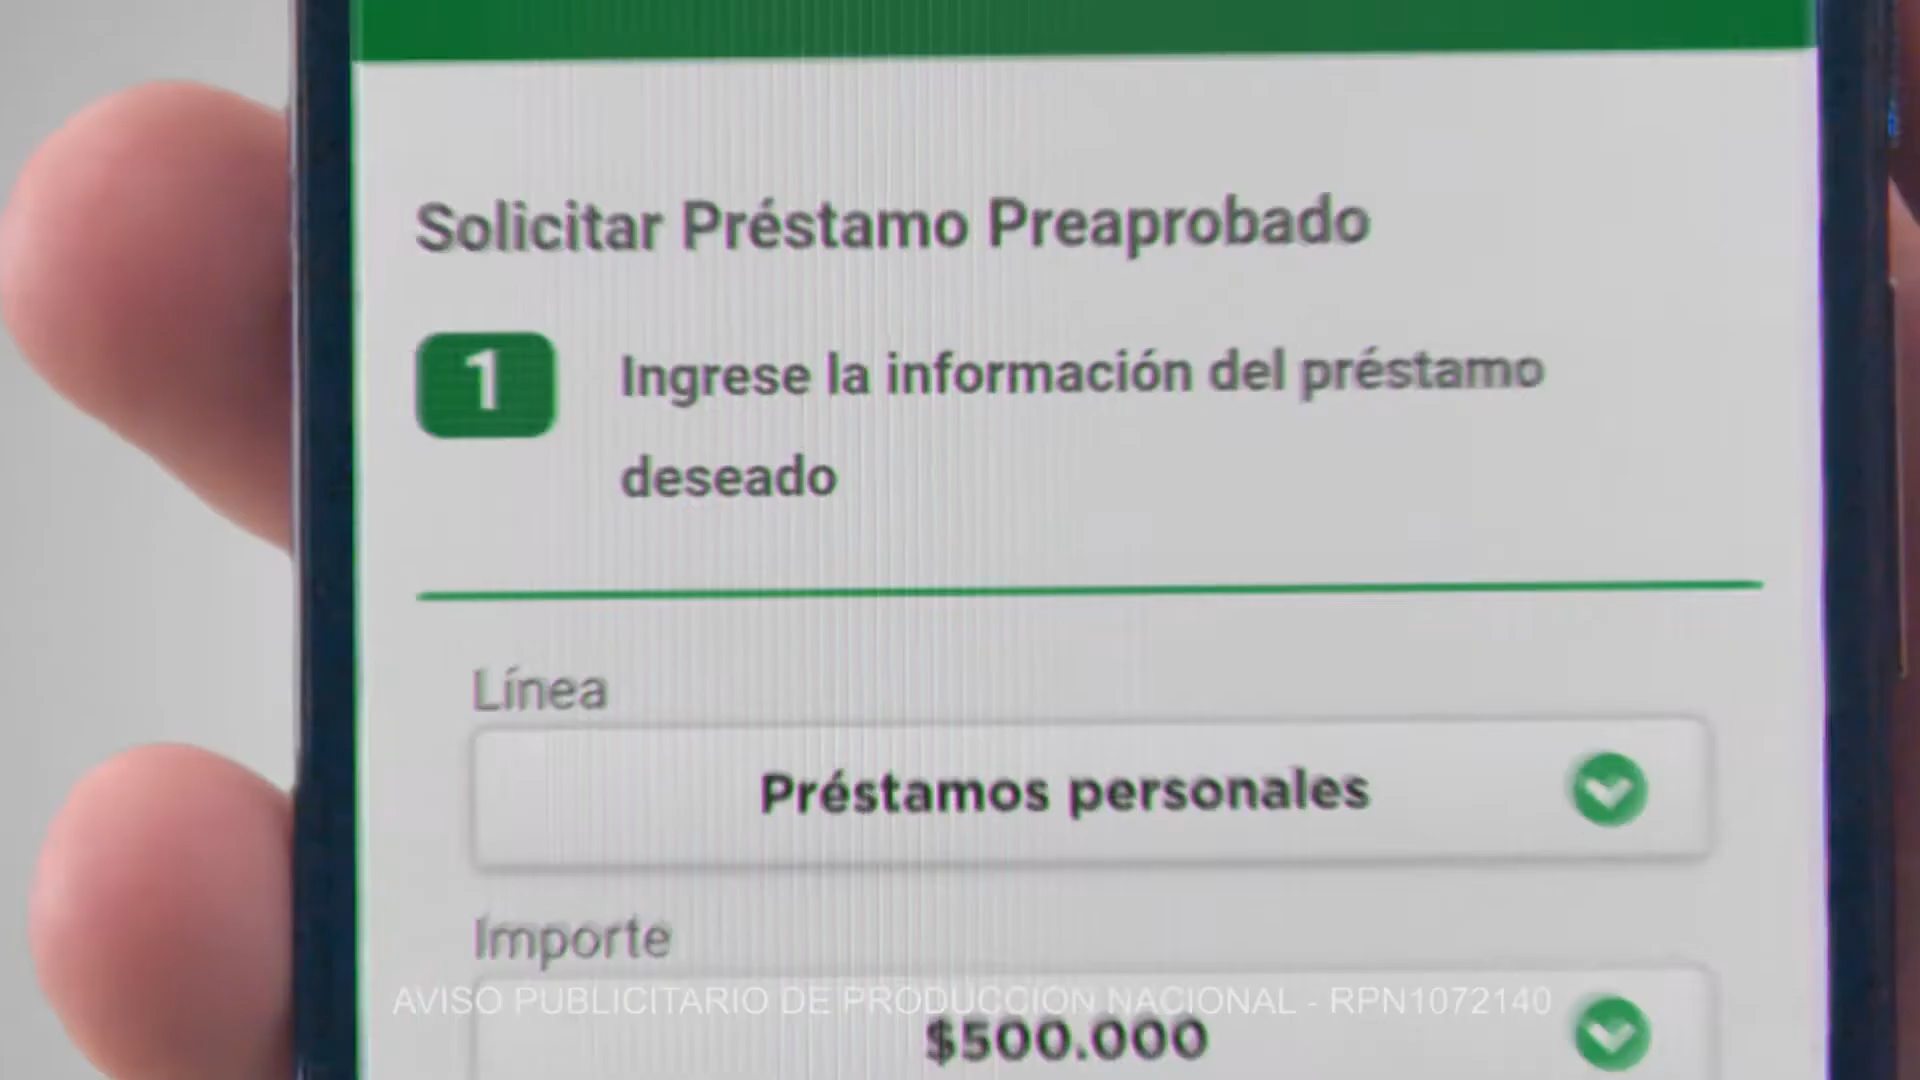 Solicitar Préstamo Preaprobado
1
Ingrese la información del préstamo
deseado
Línea
Préstamos personales
Importe
AVISO PUBLICITARIO DE PRODUCCIÓN NACIONAL - RPN1072140
$500.000